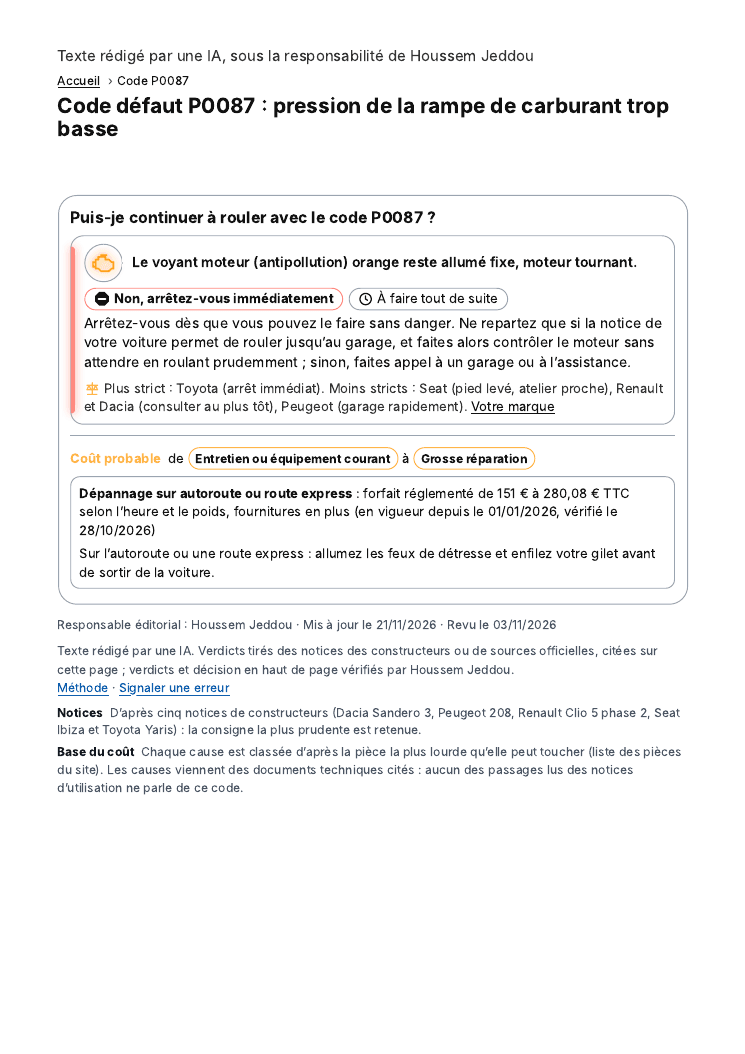 Texte rédigé par une IA, sous la responsabilité de Houssem Jeddou
Accueil › Code P0087
Code défaut P0087 : pression de la rampe de carburant trop
basse
Puis-je continuer à rouler avec le code P0087 ?
Le voyant moteur (antipollution) orange reste allumé fixe, moteur tournant.
Non, arrêtez-vous immédiatement À faire tout de suite
Arrêtez-vous dès que vous pouvez le faire sans danger. Ne repartez que si la notice de
votre voiture permet de rouler jusqu’au garage, et faites alors contrôler le moteur sans
attendre en roulant prudemment ; sinon, faites appel à un garage ou à l’assistance.
Plus strict : Toyota (arrêt immédiat). Moins stricts : Seat (pied levé, atelier proche), Renault
et Dacia (consulter au plus tôt), Peugeot (garage rapidement). Votre marque
Coût probable de Entretien ou équipement courant à Grosse réparation
Dépannage sur autoroute ou route express : forfait réglementé de 151 € à 280,08 € TTC
selon l’heure et le poids, fournitures en plus (en vigueur depuis le 01/01/2026, vérifié le
28/10/2026)
Sur l’autoroute ou une route express : allumez les feux de détresse et enfilez votre gilet avant
de sortir de la voiture.
Responsable éditorial : Houssem Jeddou · Mis à jour le 21/11/2026 · Revu le 03/11/2026
Texte rédigé par une IA. Verdicts tirés des notices des constructeurs ou de sources officielles, citées sur
cette page ; verdicts et décision en haut de page vérifiés par Houssem Jeddou.
Méthode · Signaler une erreur
Notices D’après cinq notices de constructeurs (Dacia Sandero 3, Peugeot 208, Renault Clio 5 phase 2, Seat
Ibiza et Toyota Yaris) : la consigne la plus prudente est retenue.
Base du coût Chaque cause est classée d’après la pièce la plus lourde qu’elle peut toucher (liste des pièces
du site). Les causes viennent des documents techniques cités : aucun des passages lus des notices
d’utilisation ne parle de ce code.